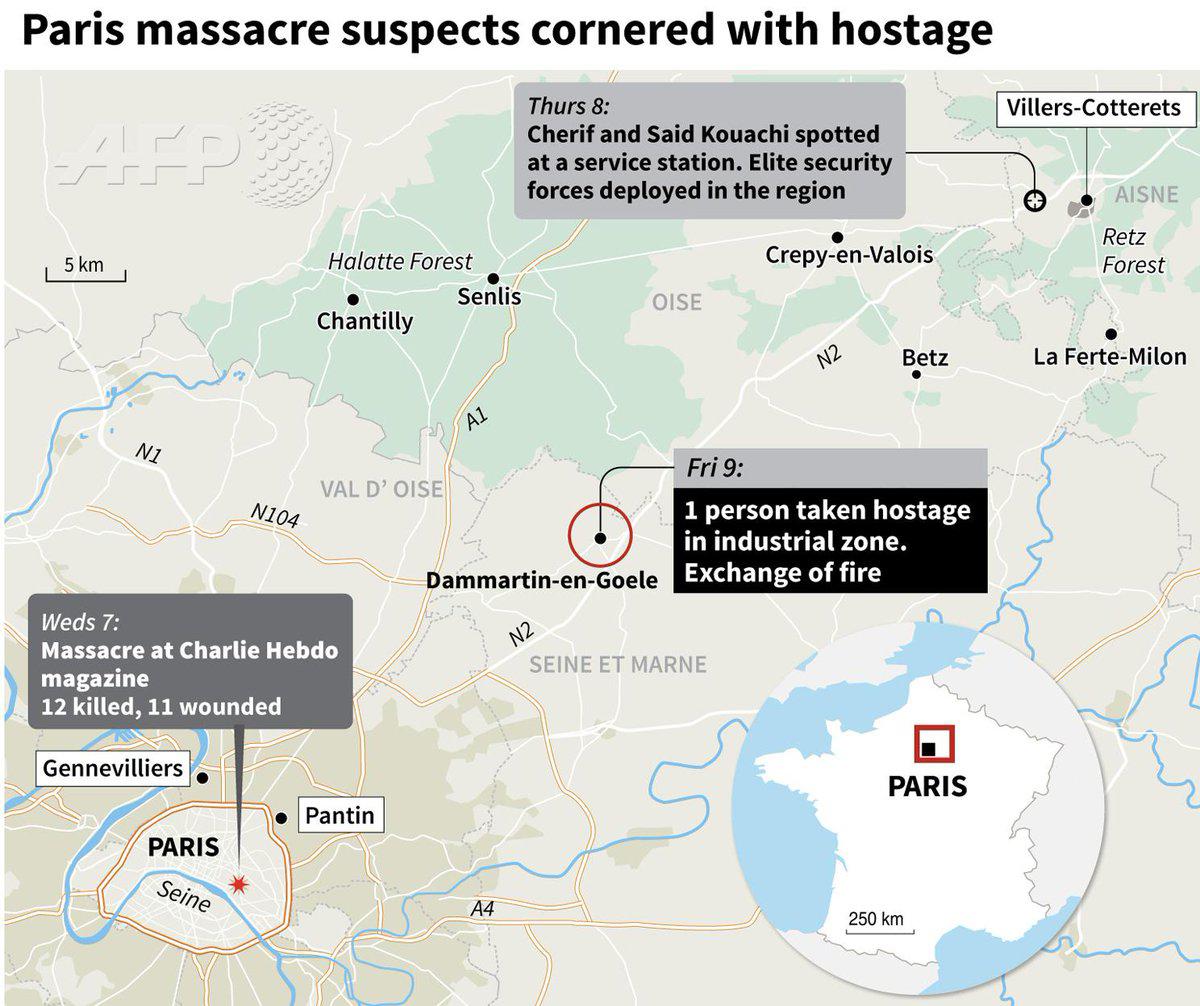 Paris massacre suspects cornered with hostage
AFP
Thurs 8:
Cherif and Said Kouachi spotted
at a service station. Elite security
forces deployed in the region
Villers-Cotterets
AISNE
Retz
Forest
5 km
Halatte Forest
Senlis
Chantilly
Crepy-en-Valois
OISE
N2
Betz
La Ferte-Milon
A1
N1
VAL D’ OISE
N104
Fri 9:
1 person taken hostage
in industrial zone.
Exchange of fire
Dammartin-en-Goele
N2
SEINE ET MARNE
Weds 7:
Massacre at Charlie Hebdo
magazine
12 killed, 11 wounded
Gennevilliers
Pantin
PARIS
Seine
A4
PARIS
250 km